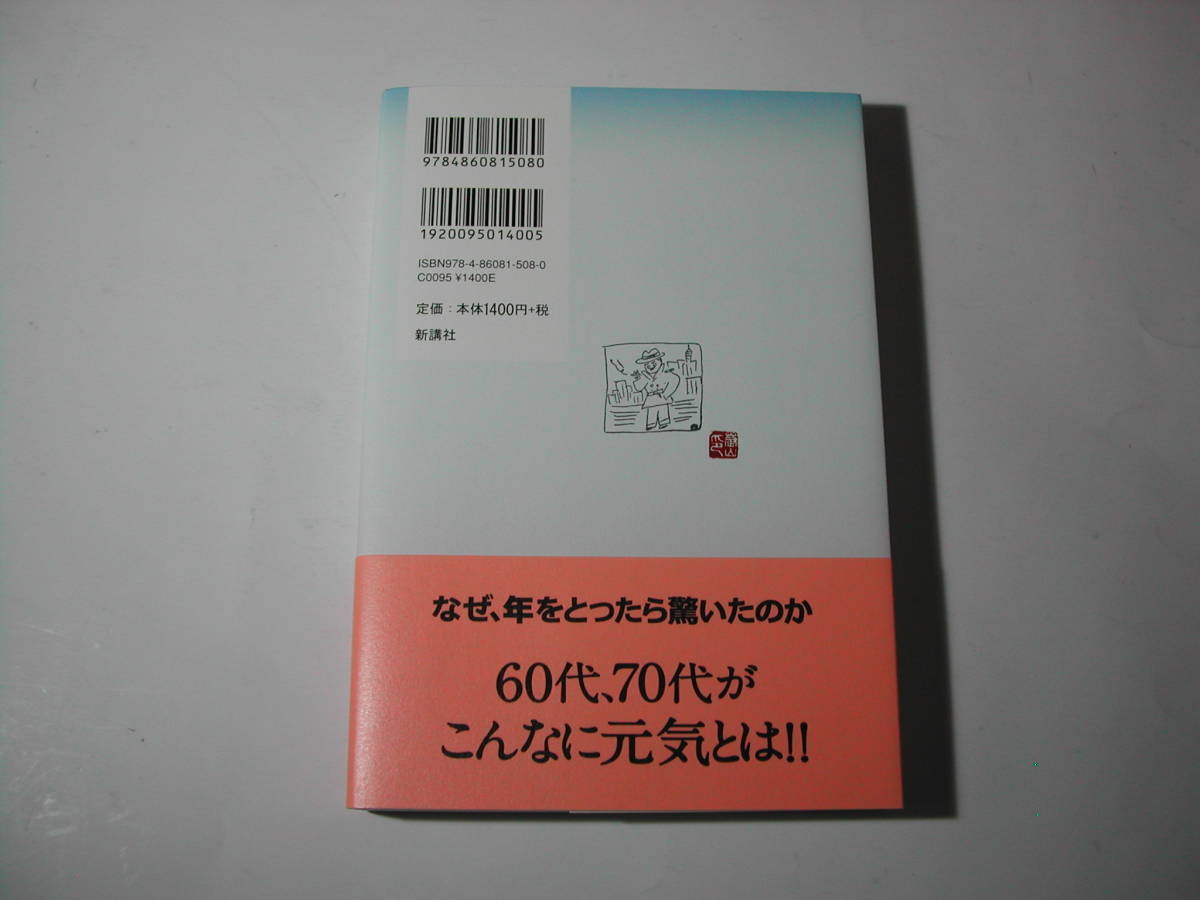 9784860815080
1920095014005
ISBN978-4-86081-508-0
C0095 ¥1400E
定価：本体1400円+税
新講社
なぜ、年をとったら驚いたのか
60代、70代が
こんなに元気とは!!